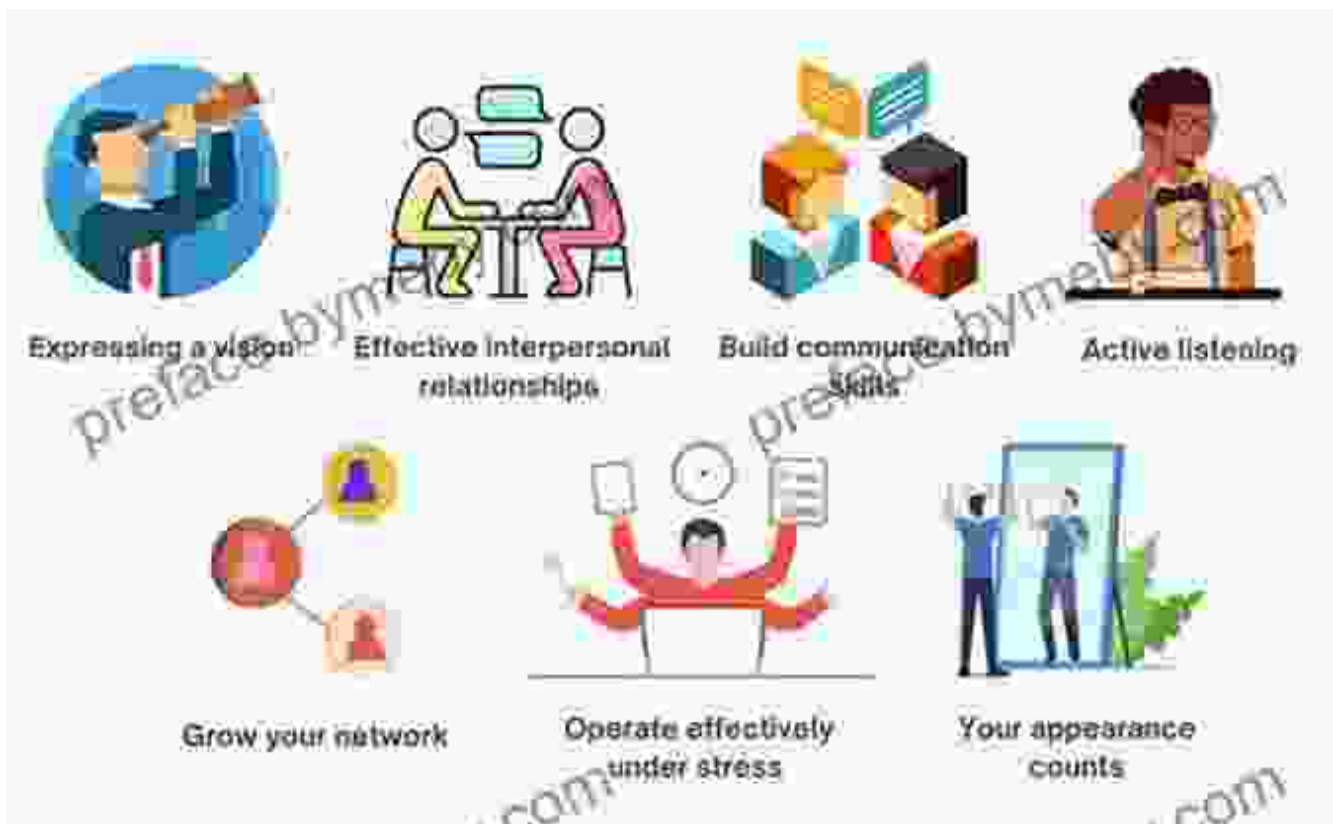 Expressing a vision
Effective interpersonal
relationships
Build communication
skills
Active listening
Grow your network
Operate effectively
under stress
Your appearance
counts